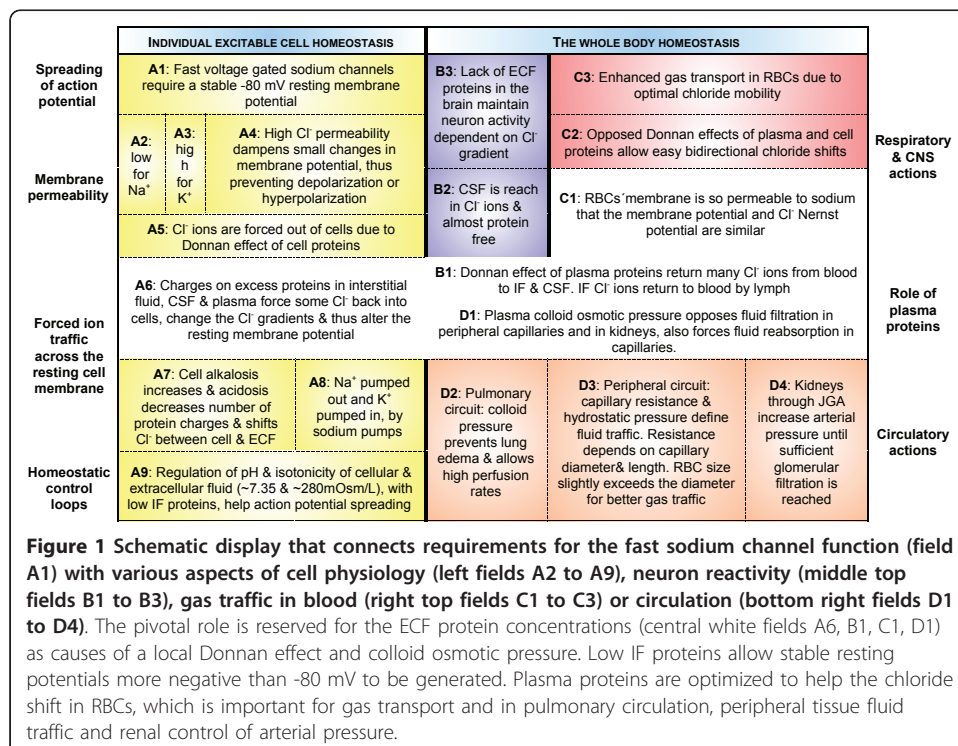 INDIVIDUAL EXCITABLE CELL HOMEOSTASIS
THE WHOLE BODY HOMEOSTASIS
Spreading
of action
potential
A1: Fast voltage gated sodium channels
require a stable -80 mV resting membrane
potential
B3: Lack of ECF
proteins in the
brain maintain
neuron activity
dependent on Cl⁻
gradient
C3: Enhanced gas transport in RBCs due to
optimal chloride mobility
Membrane
permeability
A2:
low
for
Na⁺
A3:
hig
h
for
K⁺
A4: High Cl⁻ permeability
dampens small changes in
membrane potential, thus
preventing depolarization or
hyperpolarization
C2: Opposed Donnan effects of plasma and cell
proteins allow easy bidirectional chloride shifts
Respiratory
& CNS
actions
B2: CSF is reach
in Cl⁻ ions &
almost protein
free
C1: RBCs´membrane is so permeable to sodium
that the membrane potential and Cl⁻ Nernst
potential are similar
A5: Cl⁻ ions are forced out of cells due to
Donnan effect of cell proteins
A6: Charges on excess proteins in interstitial
fluid, CSF & plasma force some Cl⁻ back into
cells, change the Cl⁻ gradients & thus alter the
resting membrane potential
B1: Donnan effect of plasma proteins return many Cl⁻ ions from blood
to IF & CSF. IF Cl⁻ ions return to blood by lymph
D1: Plasma colloid osmotic pressure opposes fluid filtration in
peripheral capillaries and in kidneys, also forces fluid reabsorption in
capillaries.
Role of
plasma
proteins
Forced ion
traffic
across the
resting cell
membrane
A7: Cell alkalosis
increases & acidosis
decreases number of
protein charges & shifts
Cl⁻ between cell & ECF
A8: Na⁺ pumped
out and K⁺
pumped in, by
sodium pumps
D2: Pulmonary
circuit: colloid
pressure
prevents lung
edema & allows
high perfusion
rates
D3: Peripheral circuit:
capillary resistance &
hydrostatic pressure define
fluid traffic. Resistance
depends on capillary
diameter& length. RBC size
slightly exceeds the diameter
for better gas traffic
D4: Kidneys
through JGA
increase arterial
pressure until
sufficient
glomerular
filtration is
reached
Circulatory
actions
Homeostatic
control
loops
A9: Regulation of pH & isotonicity of cellular &
extracellular fluid (~7.35 & ~280mOsm/L), with
low IF proteins, help action potential spreading
Figure 1 Schematic display that connects requirements for the fast sodium channel function (field
A1) with various aspects of cell physiology (left fields A2 to A9), neuron reactivity (middle top
fields B1 to B3), gas traffic in blood (right top fields C1 to C3) or circulation (bottom right fields D1
to D4). The pivotal role is reserved for the ECF protein concentrations (central white fields A6, B1, C1, D1)
as causes of a local Donnan effect and colloid osmotic pressure. Low IF proteins allow stable resting
potentials more negative than -80 mV to be generated. Plasma proteins are optimized to help the chloride
shift in RBCs, which is important for gas transport and in pulmonary circulation, peripheral tissue fluid
traffic and renal control of arterial pressure.